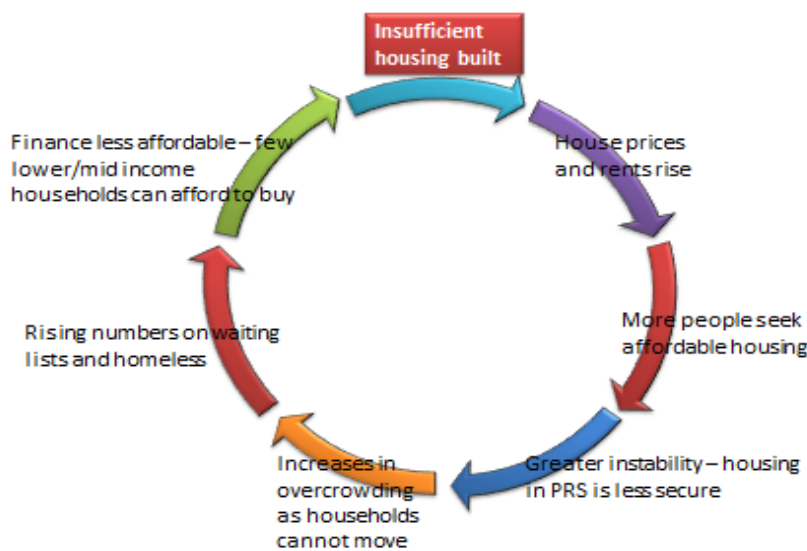 Insufficient
housing built
House prices
and rents rise
More people seek
affordable housing
Greater instability – housing
in PRS is less secure
Increases in
overcrowding
as households
cannot move
Rising numbers on waiting
lists and homeless
Finance less affordable – few
lower/mid income
households can afford to buy